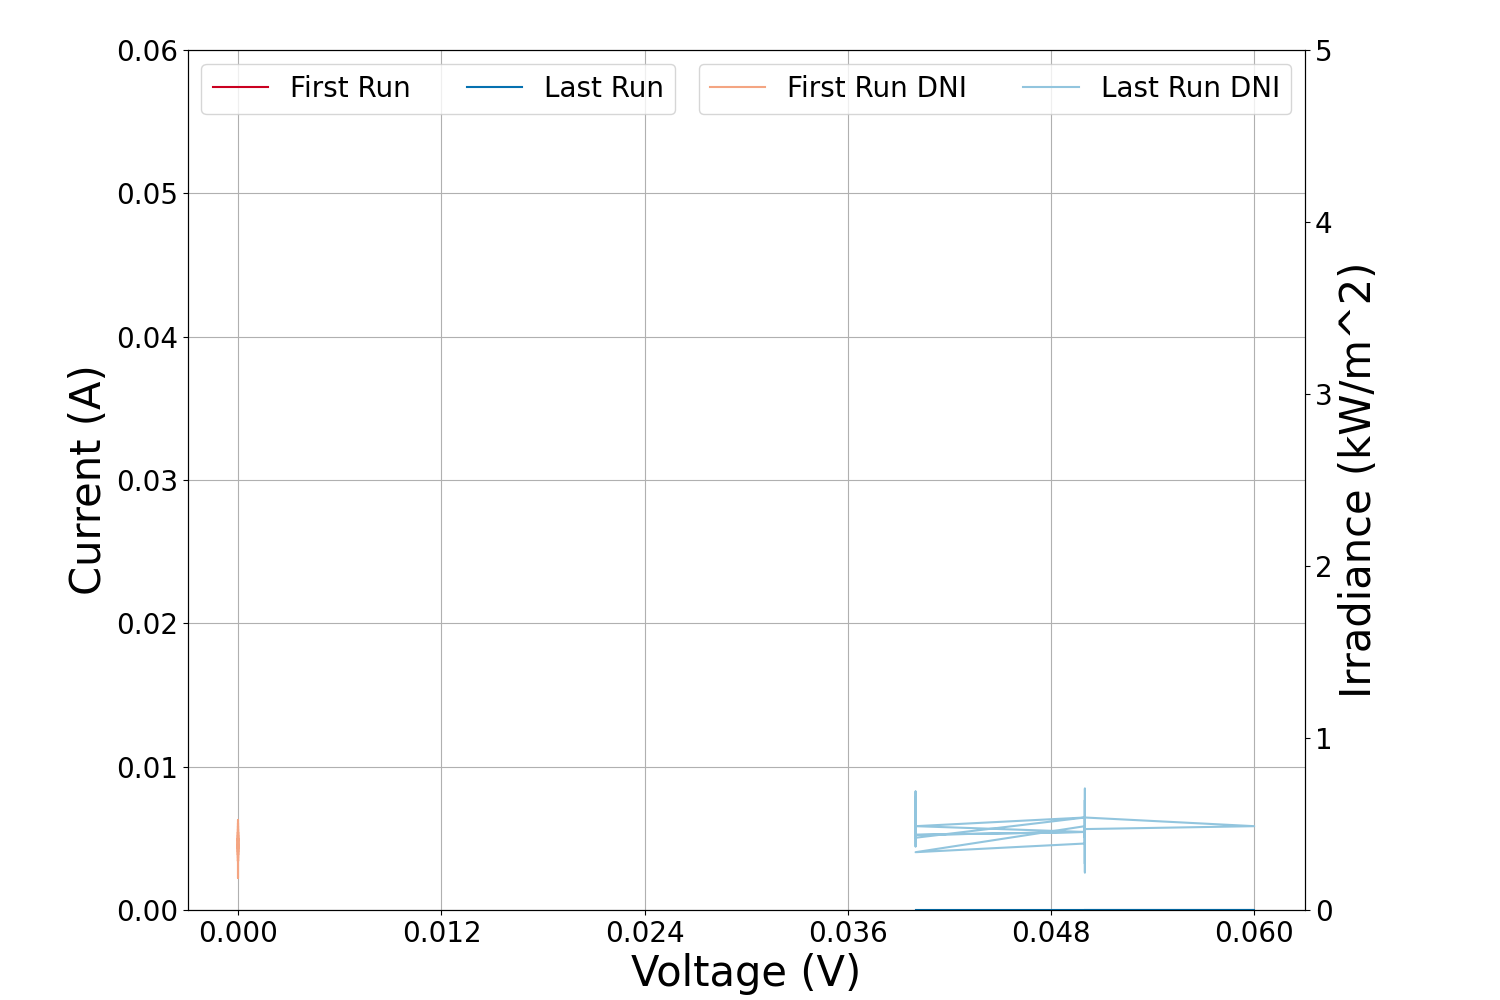 First Run
Last Run
First Run DNI
Last Run DNI
0.06
0.05
0.04
0.03
0.02
0.01
0.00
Current (A)
5
4
3
2
1
0
Irradiance (kW/m^2)
0.000
0.012
0.024
0.036
0.048
0.060
Voltage (V)